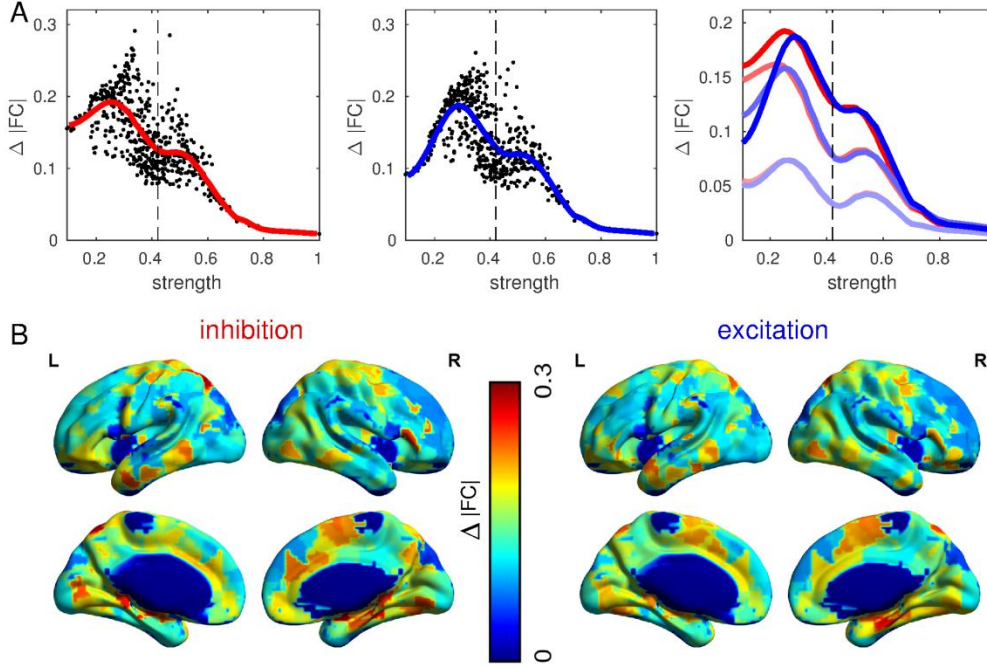 A
0.3
0.2
0.1
0
Δ |FC|
0.2 0.4 0.6 0.8 1
strength
0.3
0.2
0.1
0
Δ |FC|
0.2 0.4 0.6 0.8 1
strength
0.2
0.15
0.1
0.05
0
Δ |FC|
0.2 0.4 0.6 0.8
strength
B
inhibition
L R
0.3
Δ |FC|
0
excitation
L R